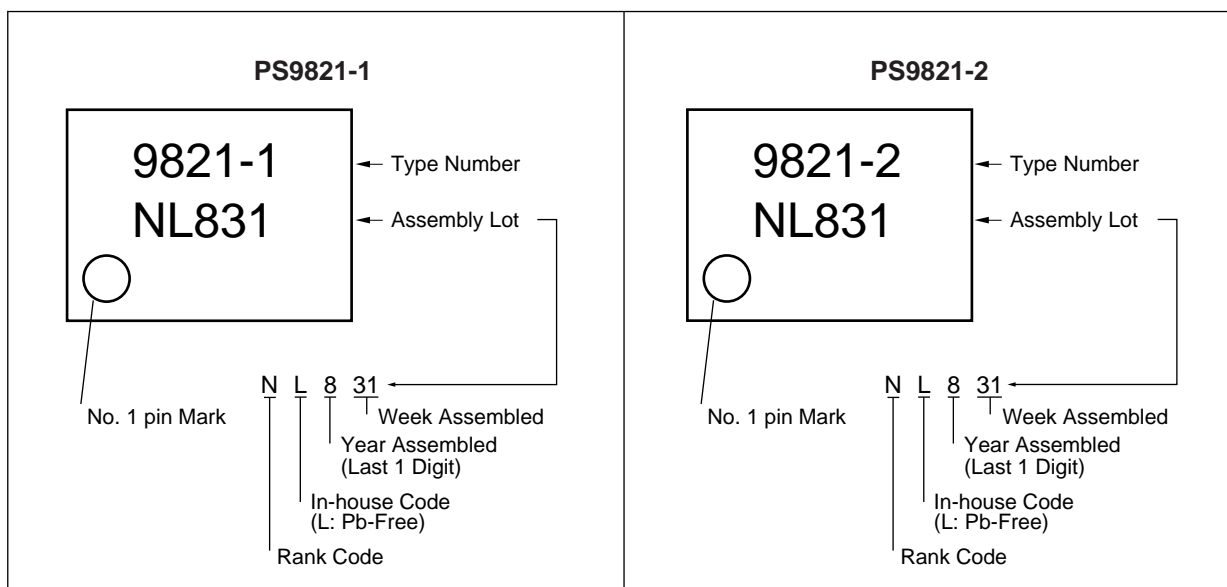 PS9821-1
9821-1
Type Number
NL831
Assembly Lot
N L 8 31
No. 1 pin Mark
Week Assembled
Year Assembled
(Last 1 Digit)
In-house Code
(L: Pb-Free)
Rank Code
PS9821-2
9821-2
Type Number
NL831
Assembly Lot
N L 8 31
No. 1 pin Mark
Week Assembled
Year Assembled
(Last 1 Digit)
In-house Code
(L: Pb-Free)
Rank Code